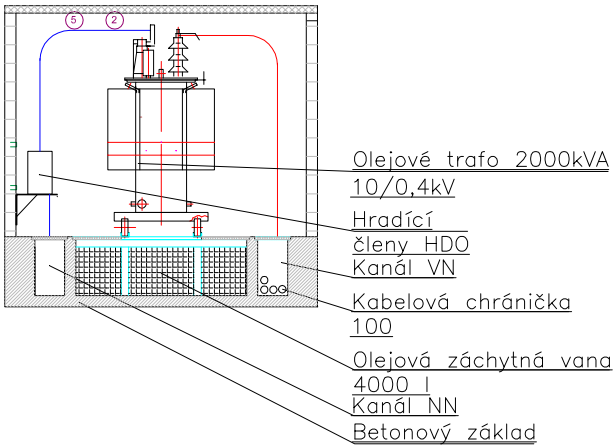 5 2
Olejové trafo 2000kVA
10/0,4kV
Hradící
členy HDO
Kanál VN
Kabelová chránička
100
Olejová záchytná vana
4000 l
Kanál NN
Betonový základ